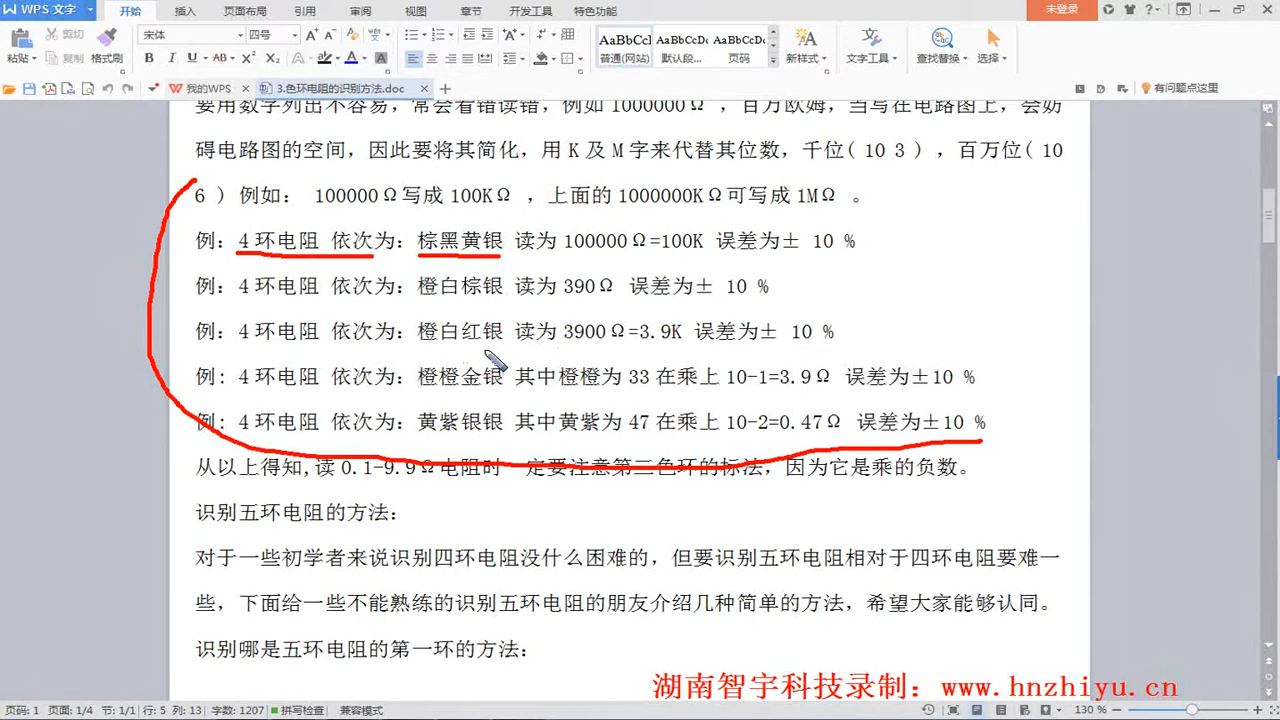 WPS 文字 开始 插入 页面布局 引用 审阅 视图 章节 开发工具 特色功能 未登录
剪切 宋体 四号 AaBbCcl AaBbCcDc AaBbCcDc
粘贴 复制 格式刷 B I U AB 普通(网站) 默认段... 页码 新样式 文字工具 查找替换 选择
我的WPS 3.色环电阻的识别方法.doc 有问题点这里
要用数字列出不容易，常会看错读错，例如 1000000Ω ，百万欧姆，当写在电路图上，会妨
碍电路图的空间，因此要将其简化，用 K 及 M 字来代替其位数，千位( 10 3 ) ，百万位( 10
6 ) 例如： 100000Ω写成 100KΩ ，上面的 1000000KΩ可写成 1MΩ 。
例：4 环电阻 依次为：棕黑黄银 读为 100000Ω=100K 误差为± 10 %
例：4 环电阻 依次为：橙白棕银 读为 390Ω 误差为± 10 %
例：4 环电阻 依次为：橙白红银 读为 3900Ω=3.9K 误差为± 10 %
例：4 环电阻 依次为：橙橙金银 其中橙橙为 33 在乘上 10-1=3.9Ω 误差为±10 %
例：4 环电阻 依次为：黄紫银银 其中黄紫为 47 在乘上 10-2=0.47Ω 误差为±10 %
从以上得知,读 0.1-9.9Ω电阻时一定要注意第三色环的标法，因为它是乘的负数。
识别五环电阻的方法：
对于一些初学者来说识别四环电阻没什么困难的，但要识别五环电阻相对于四环电阻要难一
些，下面给一些不能熟练的识别五环电阻的朋友介绍几种简单的方法，希望大家能够认同。
识别哪是五环电阻的第一环的方法：
湖南智宇科技录制：www.hnzhiyu.cn
页码: 1 页面: 1/4 节: 1/1 行: 5 列: 13 字数: 1207 拼写检查 兼容模式 130 %